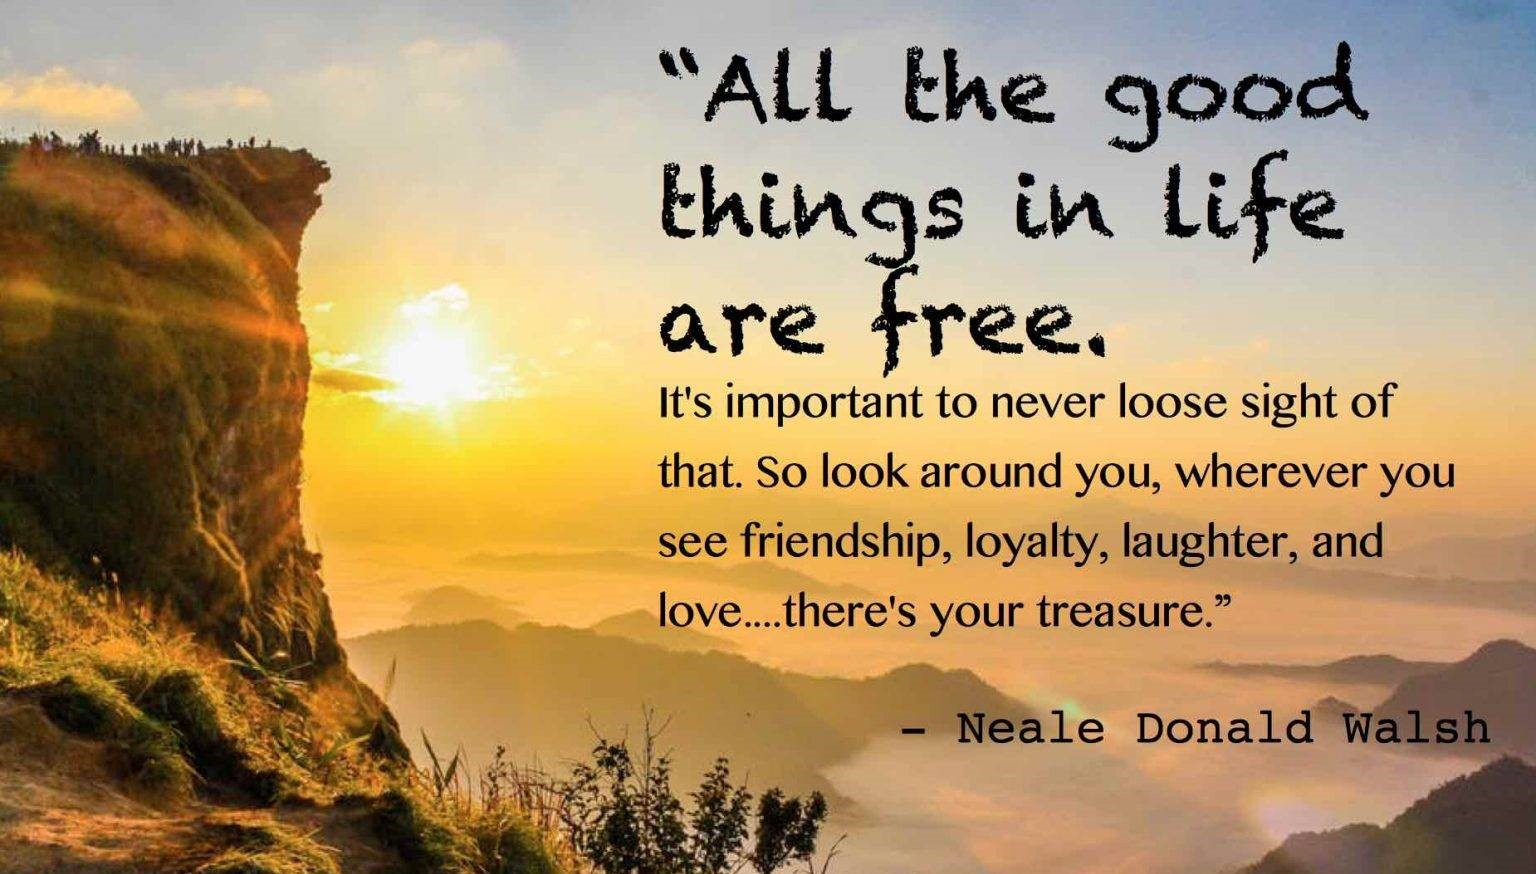 “All the good
things in life
are free.
It's important to never loose sight of
that. So look around you, wherever you
see friendship, loyalty, laughter, and
love....there's your treasure.”
– Neale Donald Walsh